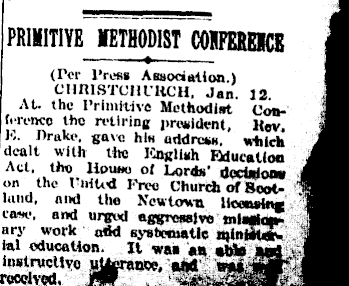 PRIMITIVE METHODIST CONFERENCE
(Per Press Association.)
CHRISTCHURCH, Jan. 12.
At the Primitive Methodist Con-
ference the retiring president, Rev.
E. Drake, gave his address, which
dealt with the English Education
Act, the House of Lords' decisions
on the United Free Church of Scot-
land, and the Newtown licensing
case, and urged aggressive mission-
ary work and systematic minister-
ial education. It was an able and
instructive utterance, and was
received.